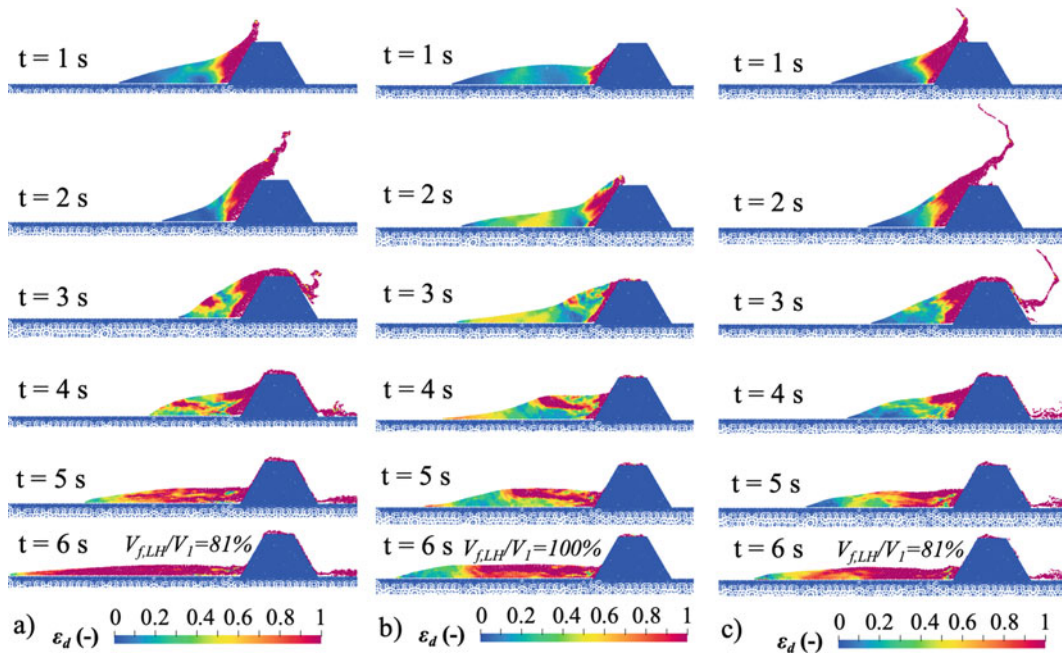 t = 1 s
t = 2 s
t = 3 s
t = 4 s
t = 5 s
t = 6 s V_{f,LH}/V_1=81%
a) ε_d (-) 0 0.2 0.4 0.6 0.8 1
t = 1 s
t = 2 s
t = 3 s
t = 4 s
t = 5 s
t = 6 s V_{f,LH}/V_1=100%
b) ε_d (-) 0 0.2 0.4 0.6 0.8 1
t = 1 s
t = 2 s
t = 3 s
t = 4 s
t = 5 s
t = 6 s V_{f,LH}/V_1=81%
c) ε_d (-) 0 0.2 0.4 0.6 0.8 1